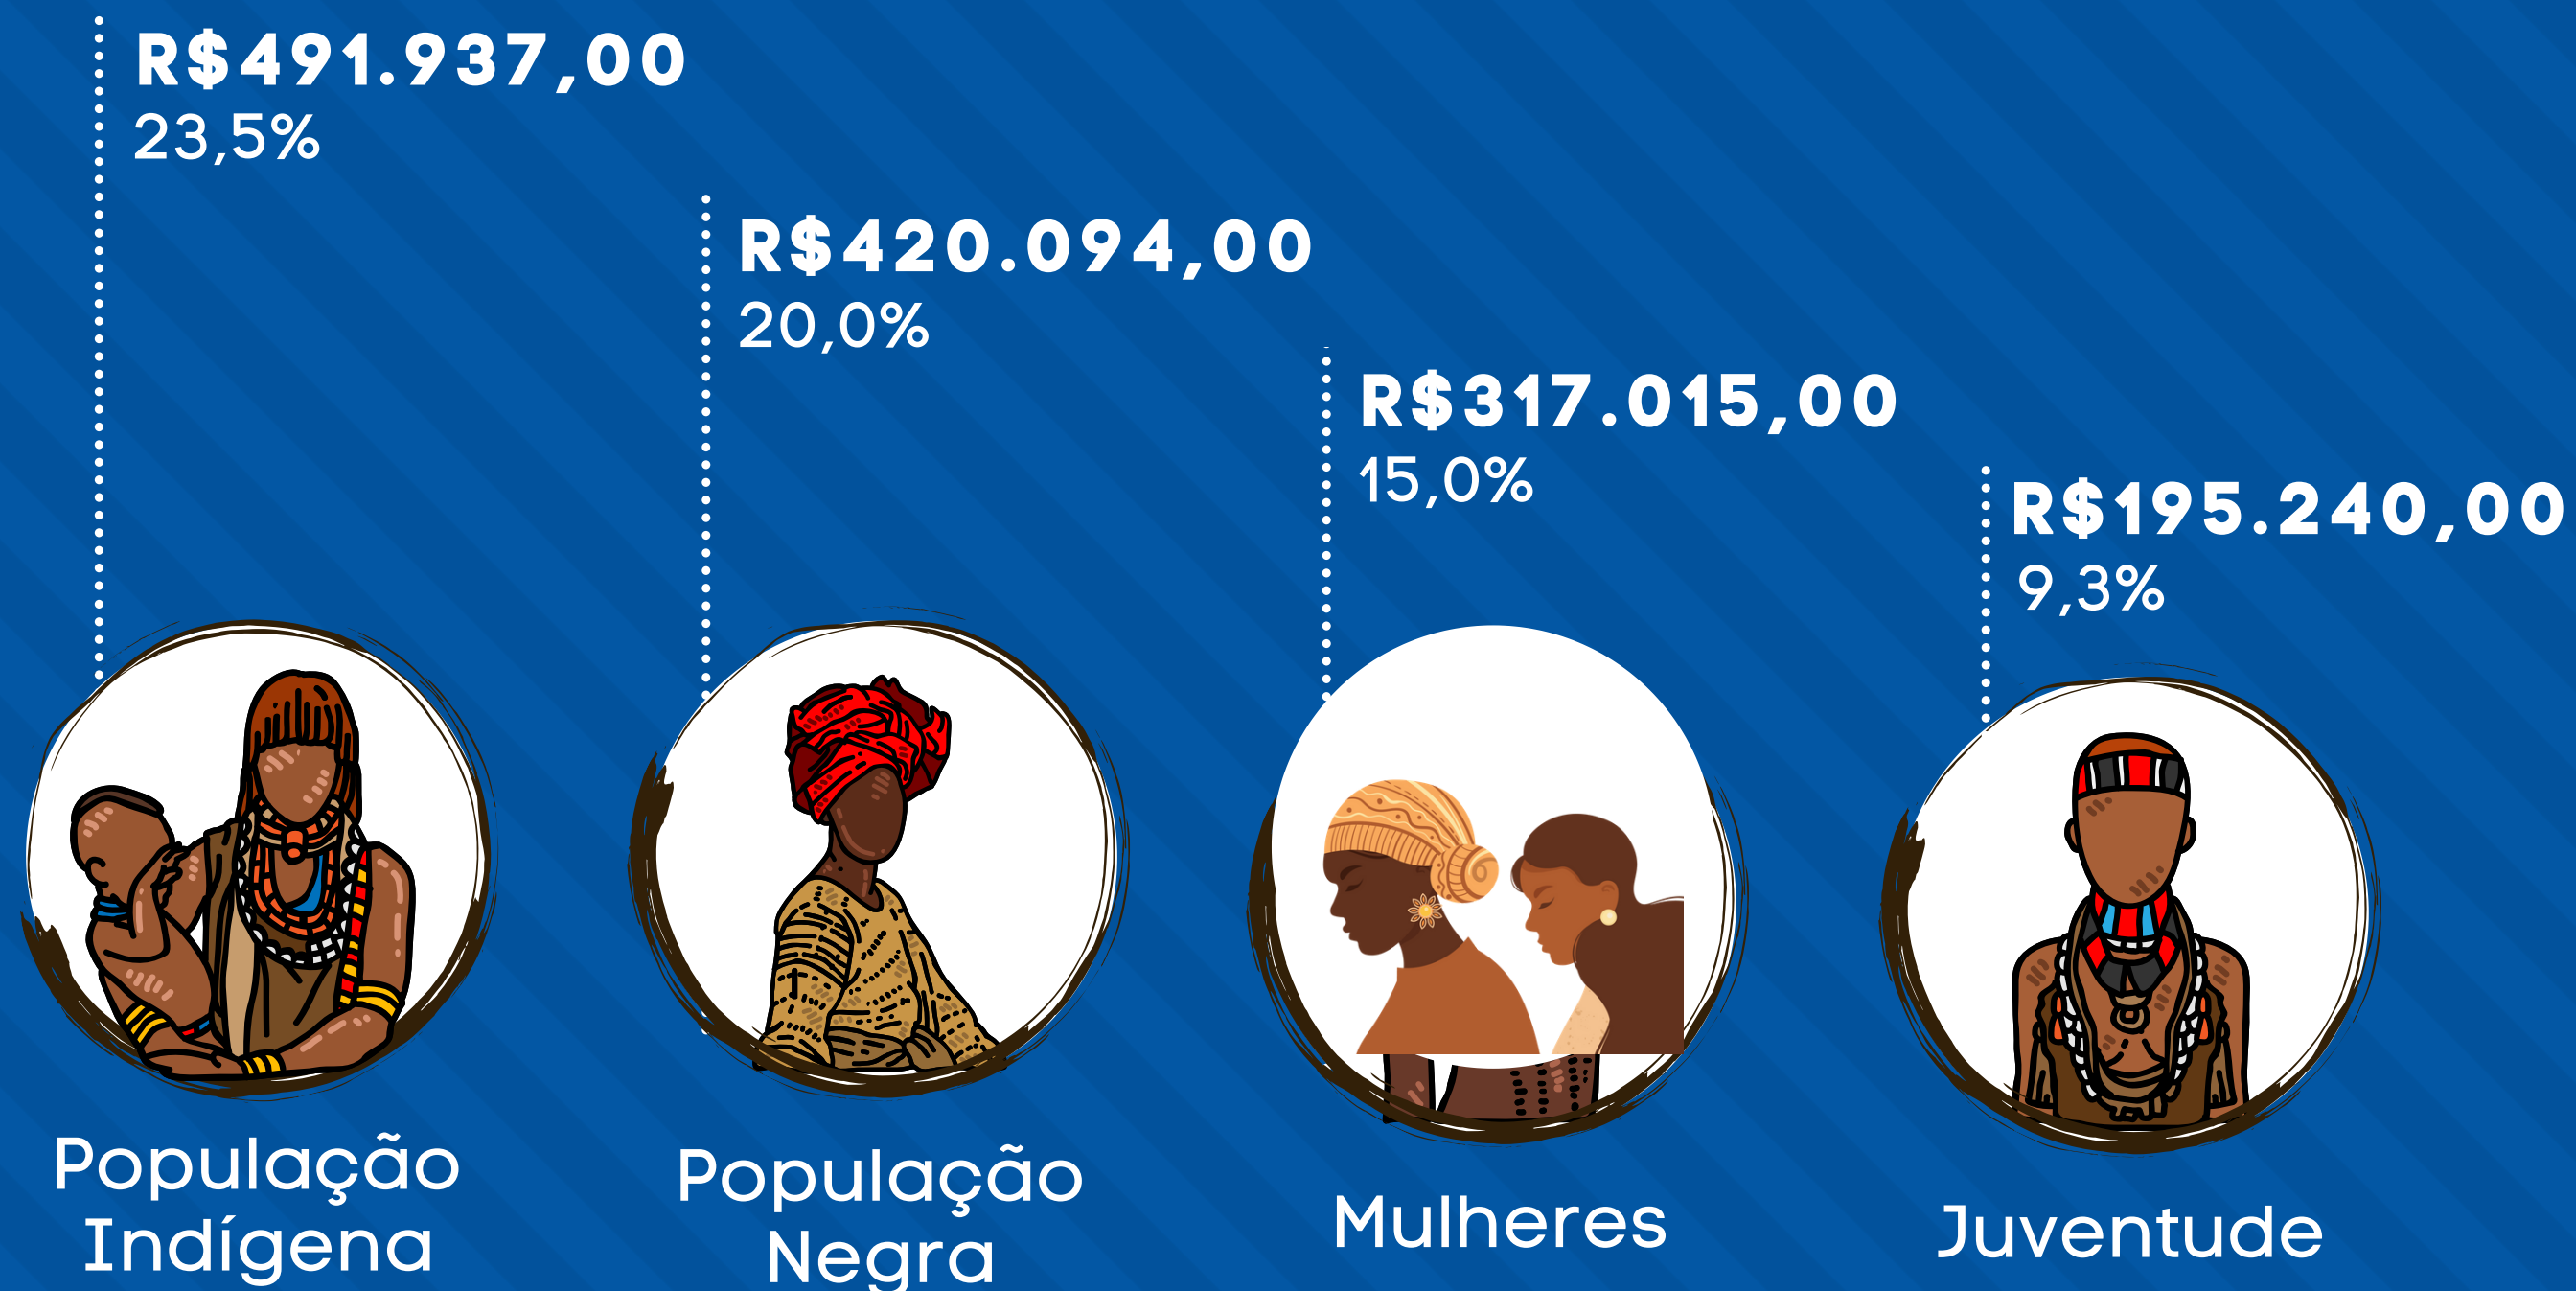 R$491.937,00
23,5%
R$420.094,00
20,0%
R$317.015,00
15,0%
R$195.240,00
9,3%
População
Indígena
População
Negra
Mulheres
Juventude